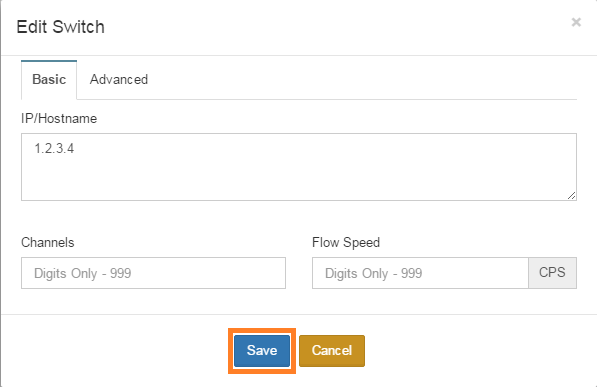 Edit Switch ×
Basic Advanced
IP/Hostname
1.2.3.4
Channels Flow Speed
Digits Only - 999 Digits Only - 999 CPS
Save Cancel